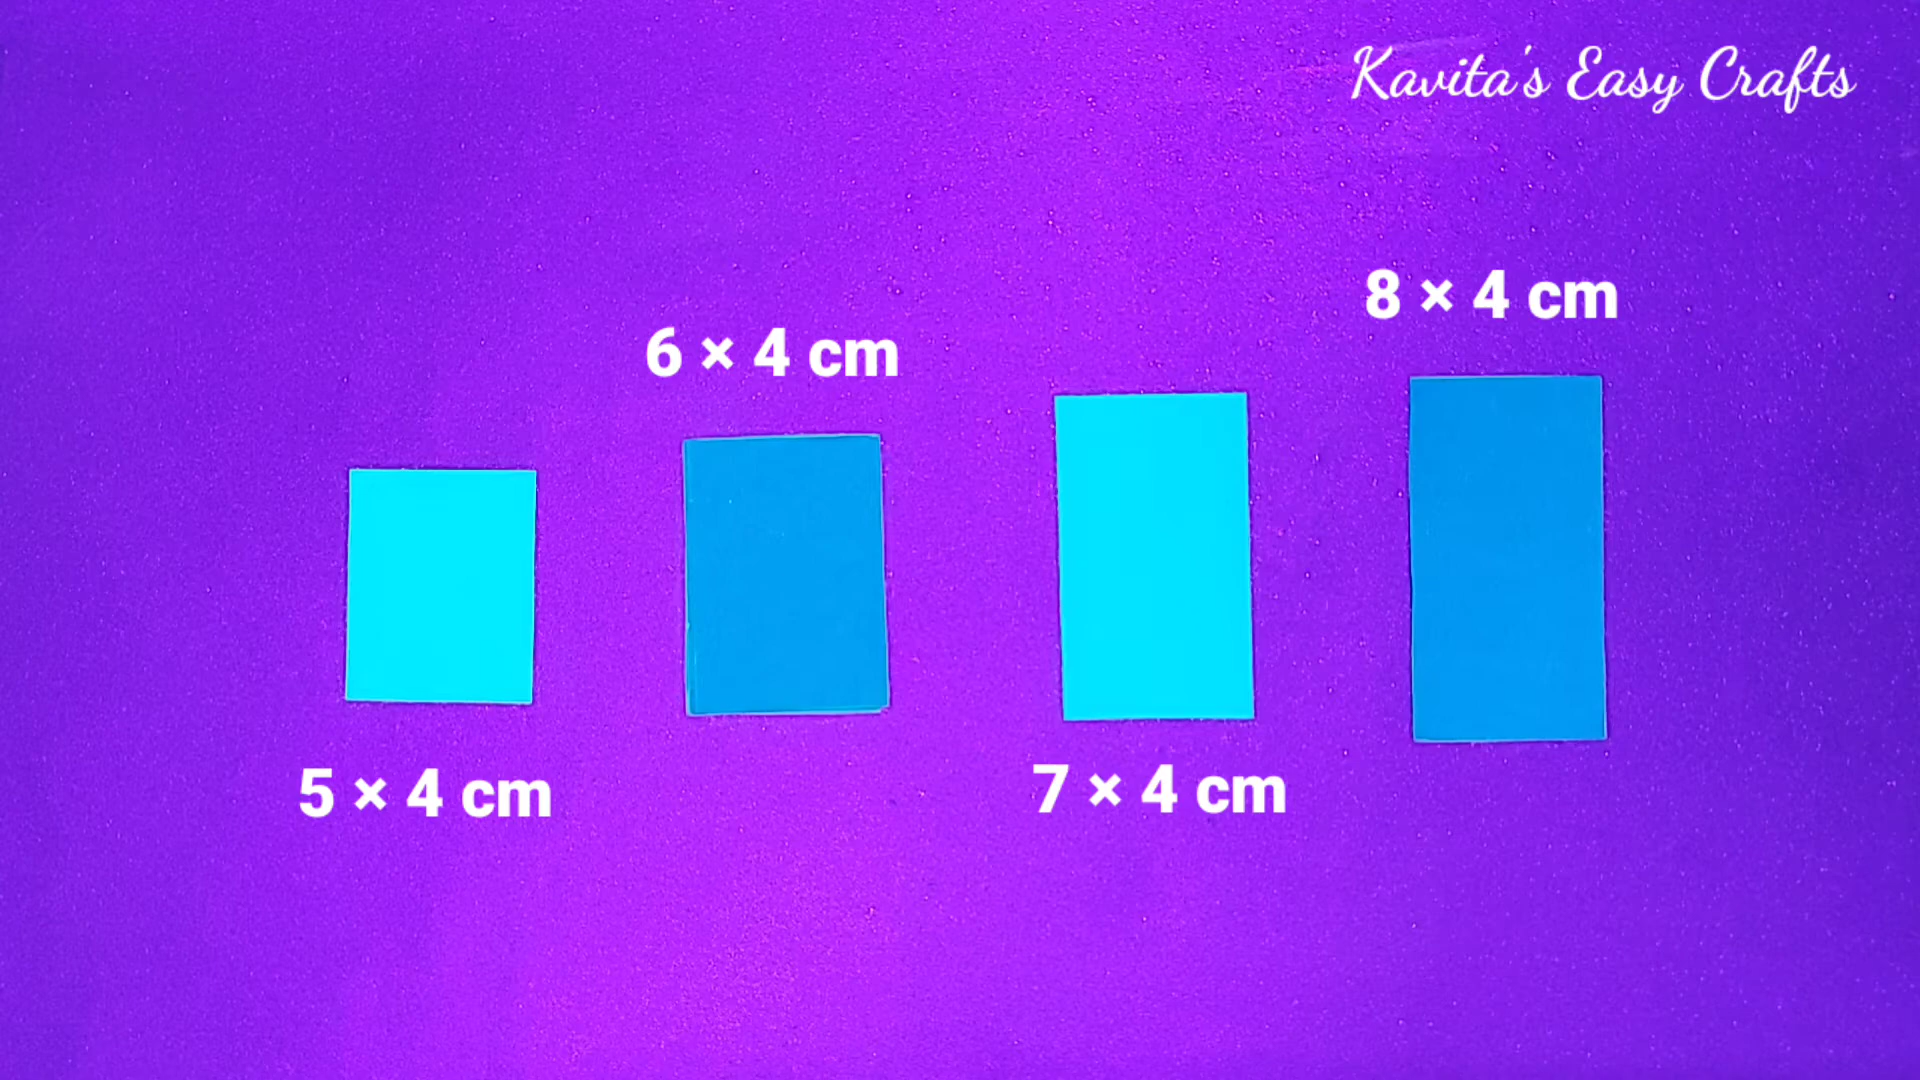 Kavita's Easy Crafts
8 × 4 cm
6 × 4 cm
5 × 4 cm
7 × 4 cm